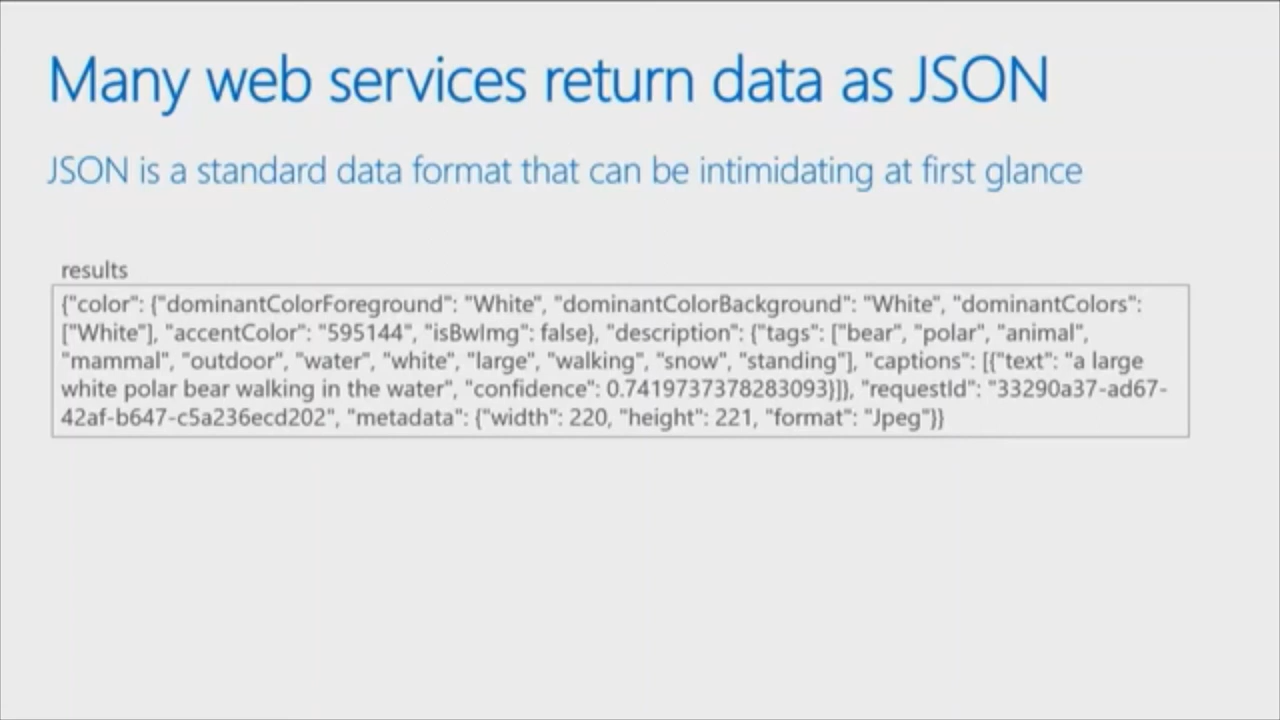 Many web services return data as JSON
JSON is a standard data format that can be intimidating at first glance
results
{"color": {"dominantColorForeground": "White", "dominantColorBackground": "White", "dominantColors":
["White"], "accentColor": "595144", "isBwImg": false}, "description": {"tags": ["bear", "polar", "animal",
"mammal", "outdoor", "water", "white", "large", "walking", "snow", "standing"], "captions": [{"text": "a large
white polar bear walking in the water", "confidence": 0.7419737378283093}]}, "requestId": "33290a37-ad67-
42af-b647-c5a236ecd202", "metadata": {"width": 220, "height": 221, "format": "Jpeg"}}